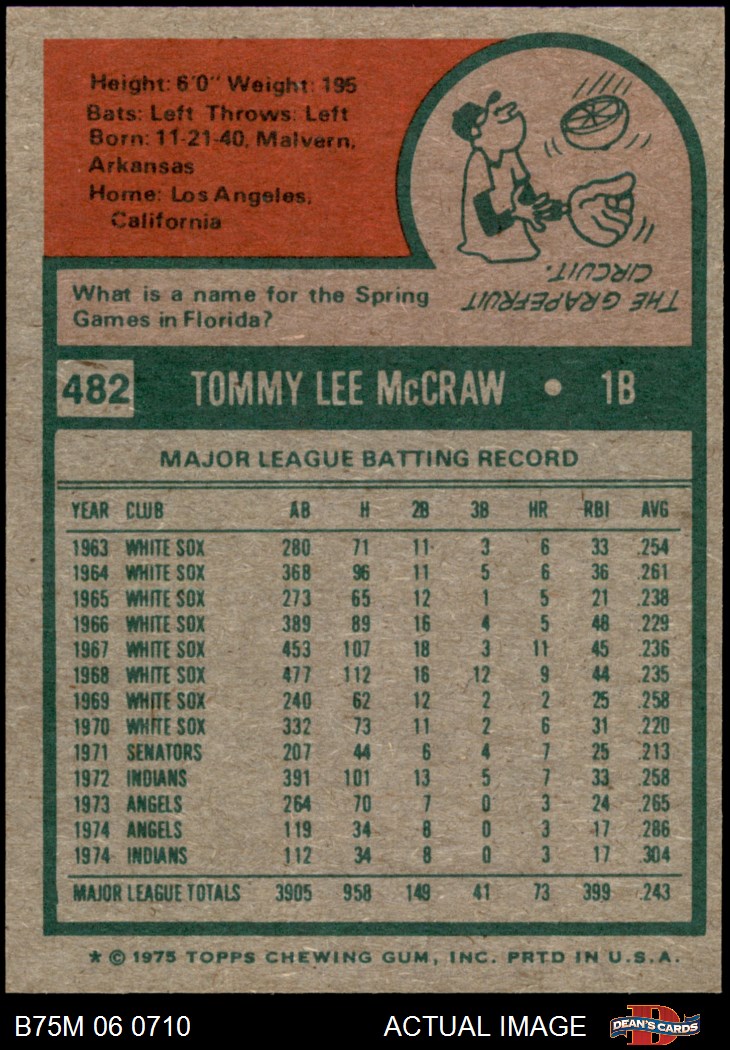 Height: 6'0" Weight: 195
Bats: Left Throws: Left
Born: 11-21-40, Malvern,
Arkansas
Home: Los Angeles,
California
THE GRAPEFRUIT
CIRCUIT.
What is a name for the Spring
Games in Florida?
482 TOMMY LEE McCRAW • 1B
MAJOR LEAGUE BATTING RECORD
YEAR CLUB AB H 2B 3B HR RBI AVG
1963 WHITE SOX 280 71 11 3 6 33 .254
1964 WHITE SOX 368 96 11 5 6 36 .261
1965 WHITE SOX 273 65 12 1 5 21 .238
1966 WHITE SOX 389 89 16 4 5 48 .229
1967 WHITE SOX 453 107 18 3 11 45 .236
1968 WHITE SOX 477 112 16 12 9 44 .235
1969 WHITE SOX 240 62 12 2 2 25 .258
1970 WHITE SOX 332 73 11 2 6 31 .220
1971 SENATORS 207 44 6 4 7 25 .213
1972 INDIANS 391 101 13 5 7 33 .258
1973 ANGELS 264 70 7 0 3 24 .265
1974 ANGELS 119 34 8 0 3 17 .286
1974 INDIANS 112 34 8 0 3 17 .304
MAJOR LEAGUE TOTALS 3905 958 149 41 73 399 .243
* © 1975 TOPPS CHEWING GUM, INC. PRTD IN U.S.A.
B75M 06 0710 ACTUAL IMAGE D DEAN'S CARDS